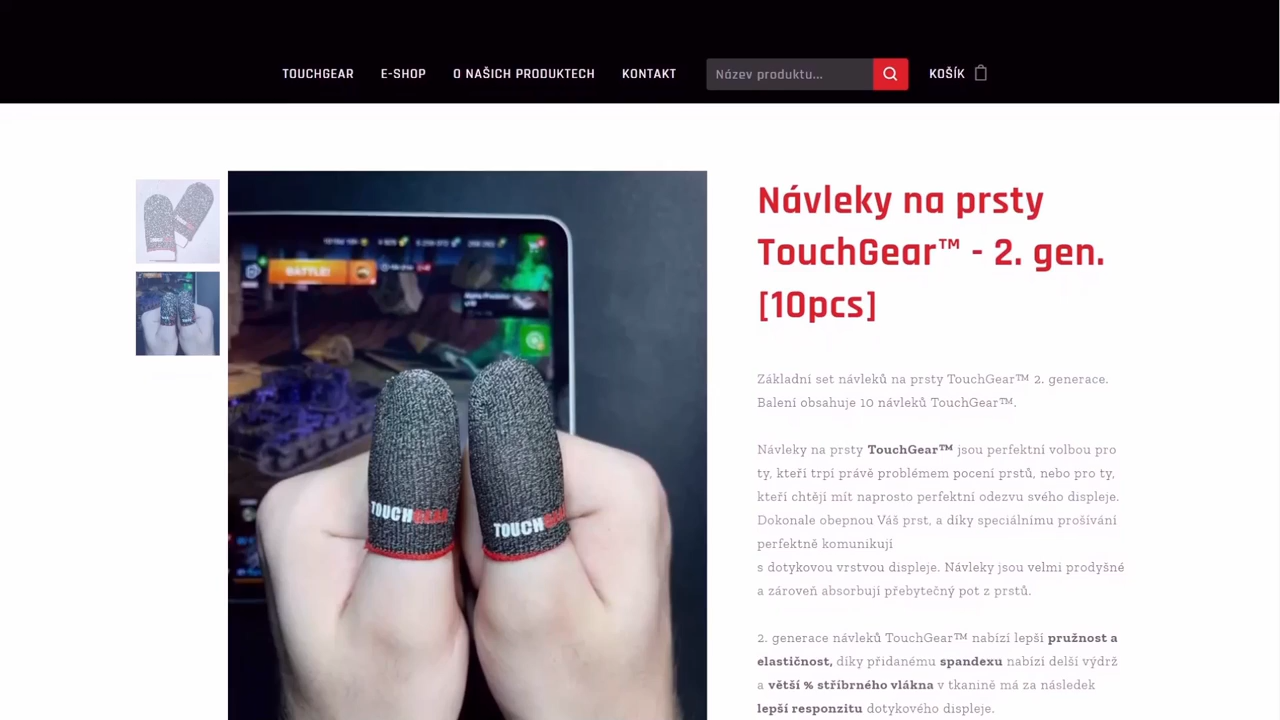 TOUCHGEAR E-SHOP O NAŠICH PRODUKTECH KONTAKT Název produktu... KOŠÍK
Návleky na prsty
TouchGear™ - 2. gen.
[10pcs]
BATTLE!
TOUCHGEAR
TOUCHGE
Základní set návleků na prsty TouchGear™ 2. generace.
Balení obsahuje 10 návleků TouchGear™.
Návleky na prsty TouchGear™ jsou perfektní volbou pro
ty, kteří trpí právě problémem pocení prstů, nebo pro ty,
kteří chtějí mít naprosto perfektní odezvu svého displeje.
Dokonale obepnou Váš prst, a díky speciálnímu prošívání
perfektně komunikují
s dotykovou vrstvou displeje. Návleky jsou velmi prodyšné
a zároveň absorbují přebytečný pot z prstů.
2. generace návleků TouchGear™ nabízí lepší pružnost a
elastičnost, díky přidanému spandexu nabízí delší výdrž
a větší % stříbrného vlákna v tkanině má za následek
lepší responzitu dotykového displeje.